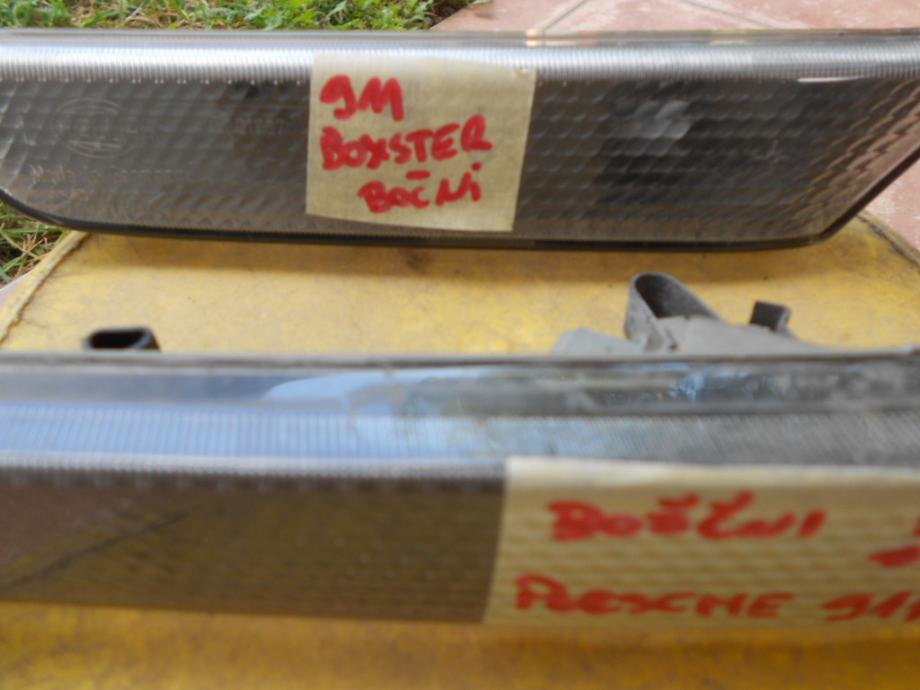 911
BOXSTER
-
BOČNI
BOČNI
PORSCHE 911